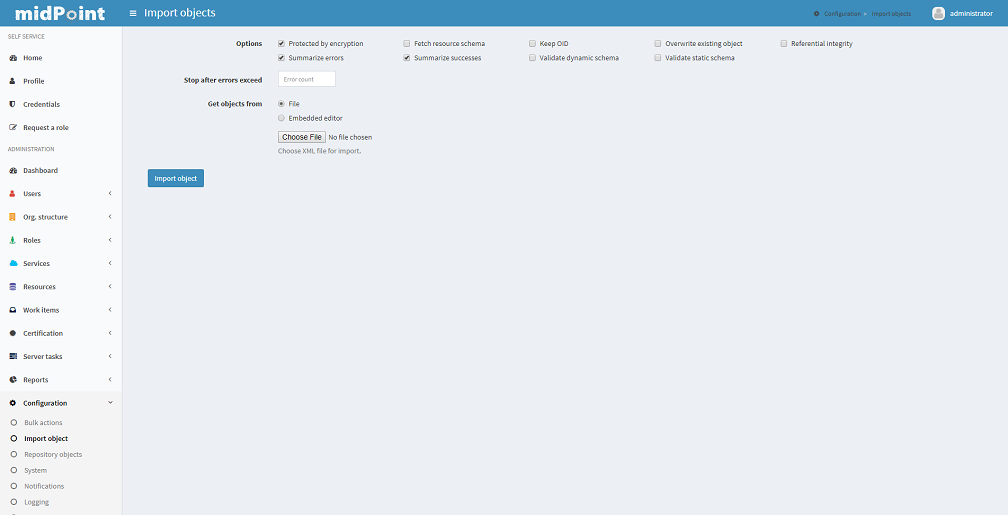 midPoint
Import objects
Configuration
Import objects
administrator
SELF SERVICE
Home
Profile
Credentials
Request a role
ADMINISTRATION
Dashboard
Users
Org. structure
Roles
Services
Resources
Work items
Certification
Server tasks
Reports
Configuration
Bulk actions
Import object
Repository objects
System
Notifications
Logging
Options
Protected by encryption
Fetch resource schema
Keep OID
Overwrite existing object
Referential integrity
Summarize errors
Summarize successes
Validate dynamic schema
Validate static schema
Stop after errors exceed
Error count
Get objects from
File
Embedded editor
Choose File No file chosen
Choose XML file for import.
Import object